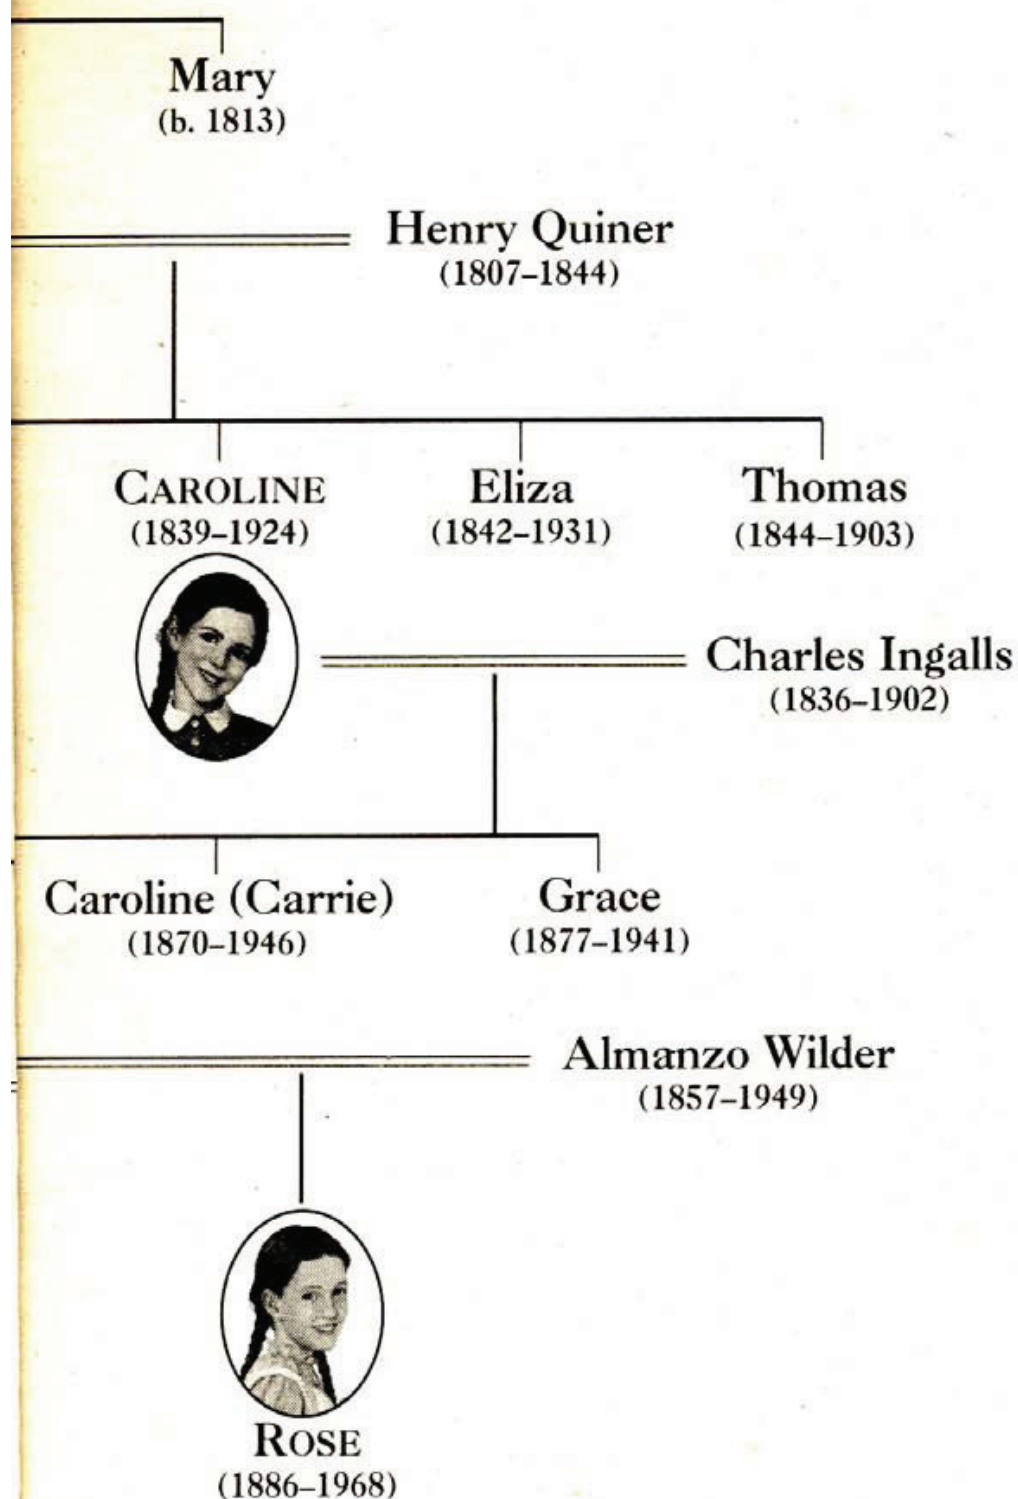 Mary
(b. 1813)
Henry Quiner
(1807–1844)
CAROLINE
(1839–1924)
Eliza
(1842–1931)
Thomas
(1844–1903)
Charles Ingalls
(1836–1902)
Caroline (Carrie)
(1870–1946)
Grace
(1877–1941)
Almanzo Wilder
(1857–1949)
ROSE
(1886–1968)